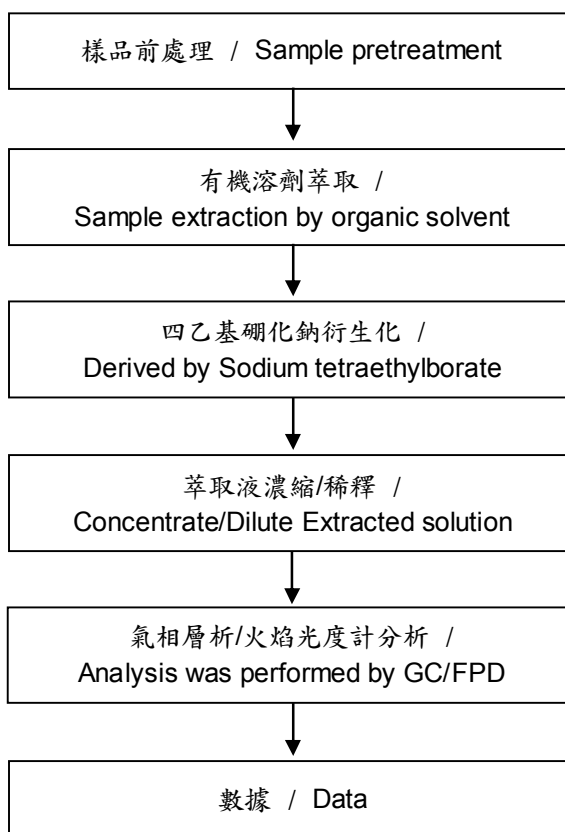 樣品前處理 / Sample pretreatment
有機溶劑萃取 /
Sample extraction by organic solvent
四乙基硼化鈉衍生化 /
Derived by Sodium tetraethylborate
萃取液濃縮/稀釋 /
Concentrate/Dilute Extracted solution
氣相層析/火焰光度計分析 /
Analysis was performed by GC/FPD
數據 / Data